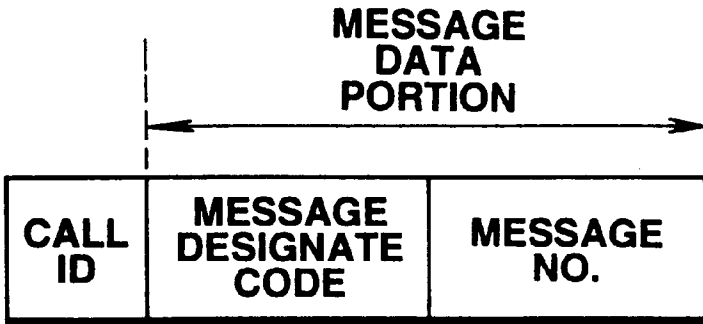 MESSAGE
DATA
PORTION
CALL
ID
MESSAGE
DESIGNATE
CODE
MESSAGE
NO.